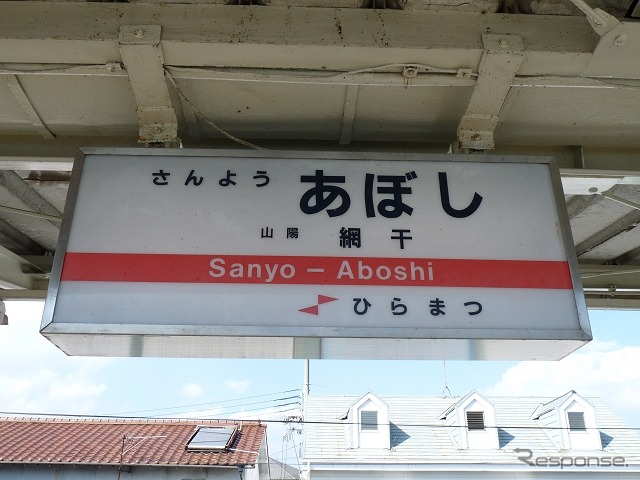 さんよう あぼし
山陽 網干
Sanyo – Aboshi
ひらまつ
Response.